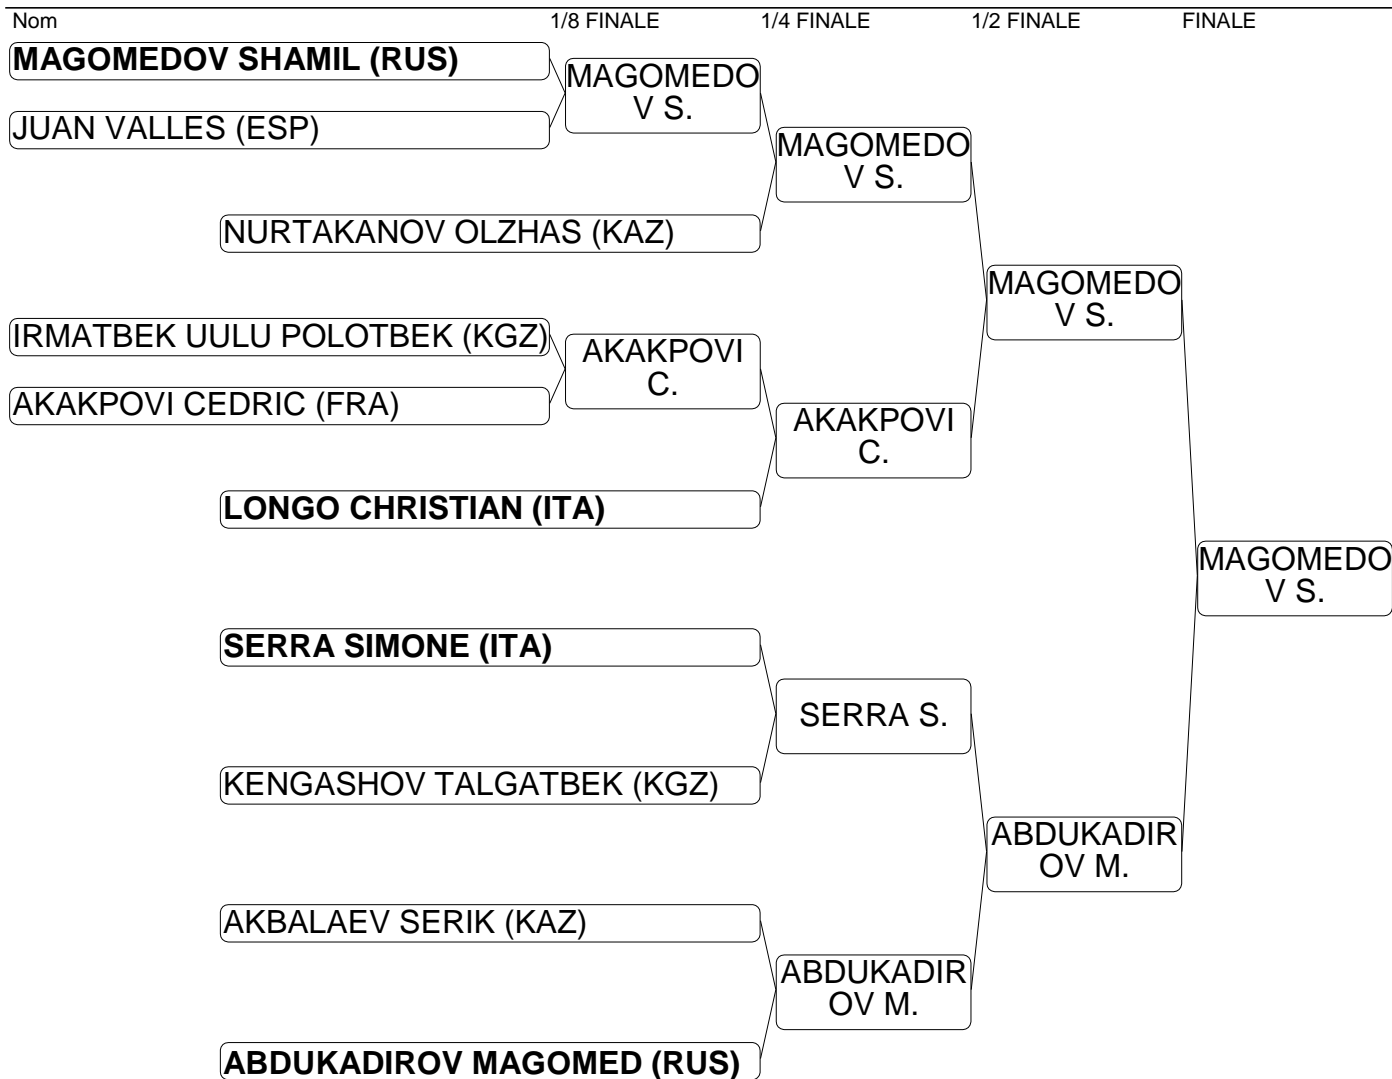 Nom 1/8 FINALE 1/4 FINALE 1/2 FINALE FINALE
MAGOMEDOV SHAMIL (RUS)
MAGOMEDO
V S.
JUAN VALLES (ESP)
MAGOMEDO
V S.
NURTAKANOV OLZHAS (KAZ)
MAGOMEDO
V S.
IRMATBEK UULU POLOTBEK (KGZ)
AKAKPOVI
C.
AKAKPOVI CEDRIC (FRA)
AKAKPOVI
C.
LONGO CHRISTIAN (ITA)
MAGOMEDO
V S.
SERRA SIMONE (ITA)
SERRA S.
KENGASHOV TALGATBEK (KGZ)
ABDUKADIR
OV M.
AKBALAEV SERIK (KAZ)
ABDUKADIR
OV M.
ABDUKADIROV MAGOMED (RUS)